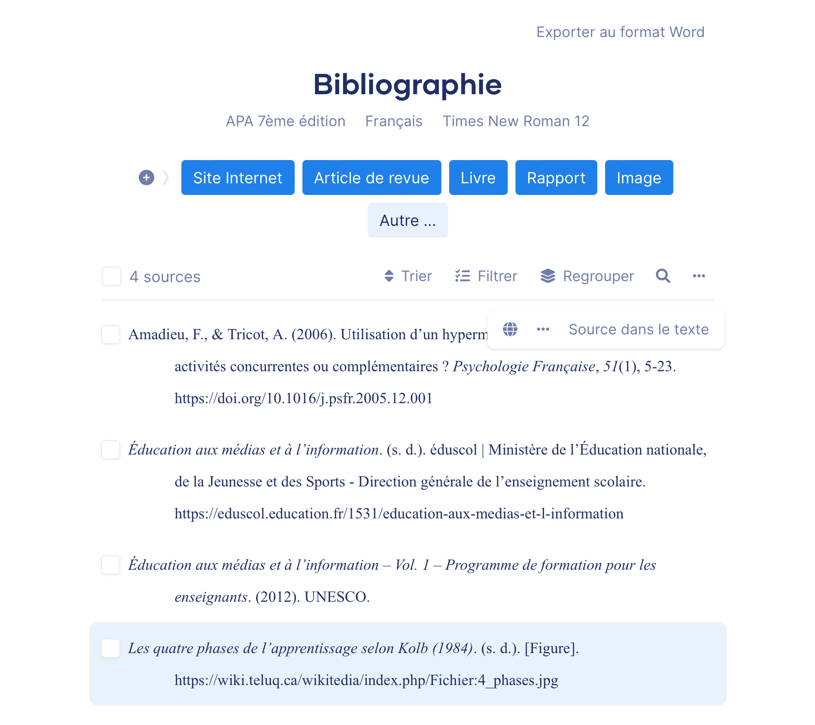 Exporter au format Word
Bibliographie
APA 7ème édition Français Times New Roman 12
Site Internet Article de revue Livre Rapport Image
Autre ...
4 sources Trier Filtrer Regrouper
Source dans le texte
Amadieu, F., & Tricot, A. (2006). Utilisation d’un
activités concurrentes ou complémentaires ? Psychologie Française, 51(1), 5-23.
https://doi.org/10.1016/j.psfr.2005.12.001
Éducation aux médias et à l’information. (s. d.). éduscol | Ministère de l’Éducation nationale,
de la Jeunesse et des Sports - Direction générale de l’enseignement scolaire.
https://eduscol.education.fr/1531/education-aux-medias-et-l-information
Éducation aux médias et à l’information – Vol. 1 – Programme de formation pour les
enseignants. (2012). UNESCO.
Les quatre phases de l’apprentissage selon Kolb (1984). (s. d.). [Figure].
https://wiki.teluq.ca/wikitedia/index.php/Fichier:4_phases.jpg